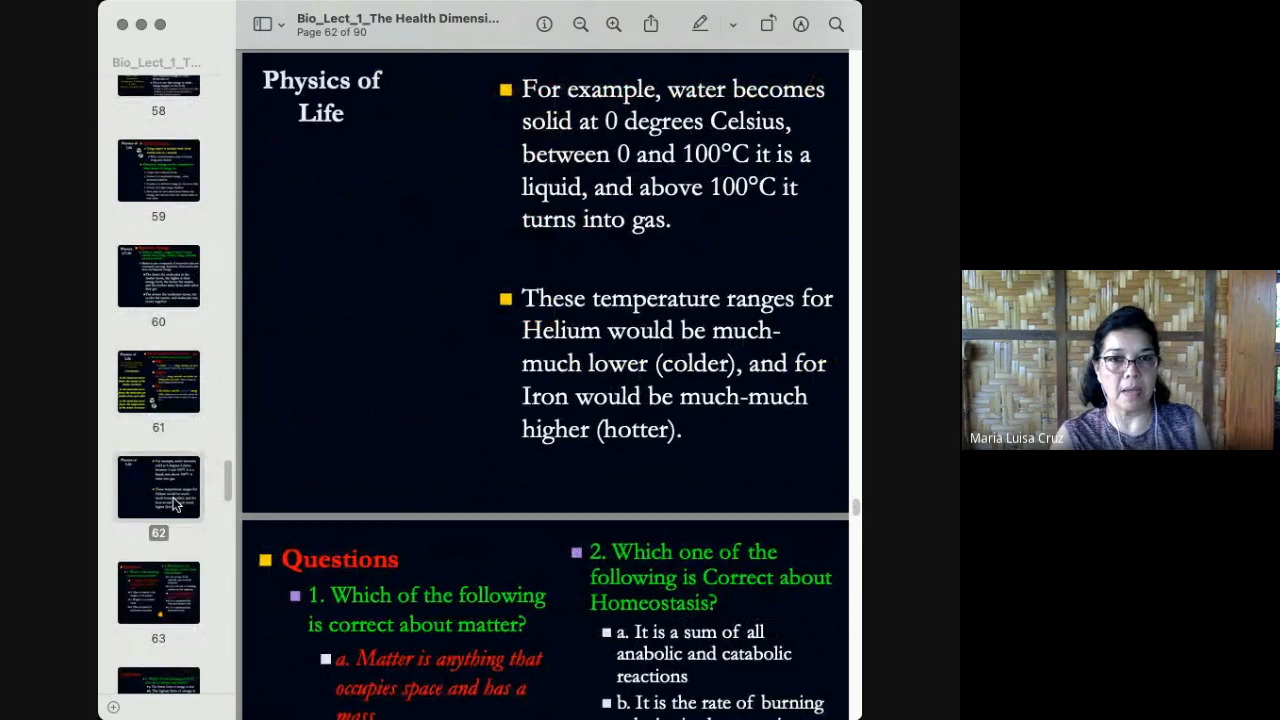 Bio_Lect_1_The Health Dimensi...
Page 62 of 90
Bio_Lect_1_T...
58
59
60
61
62
63
Physics of
Life
For example, water becomes
solid at 0 degrees Celsius,
between 0 and 100°C it is a
liquid, and above 100°C it
turns into gas.
These temperature ranges for
Helium would be much-
much lower (colder), and for
Iron would be much-much
higher (hotter).
Questions
1. Which of the following
is correct about matter?
a. Matter is anything that
occupies space and has a
mass
2. Which one of the
following is Correct about
Homeostasis?
a. It is a sum of all
anabolic and catabolic
reactions
b. It is the rate of burning
Maria Luisa Cruz